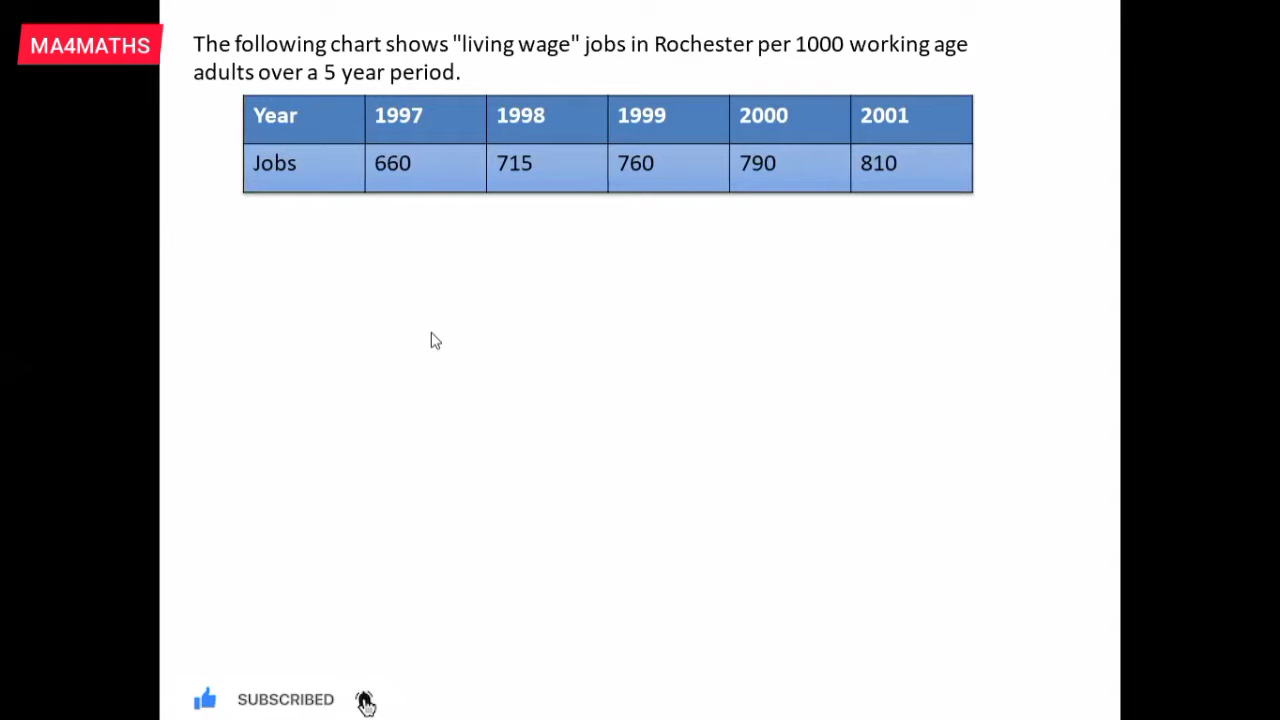 MA4MATHS
The following chart shows "living wage" jobs in Rochester per 1000 working age
adults over a 5 year period.
Year 1997 1998 1999 2000 2001
Jobs 660 715 760 790 810
SUBSCRIBED